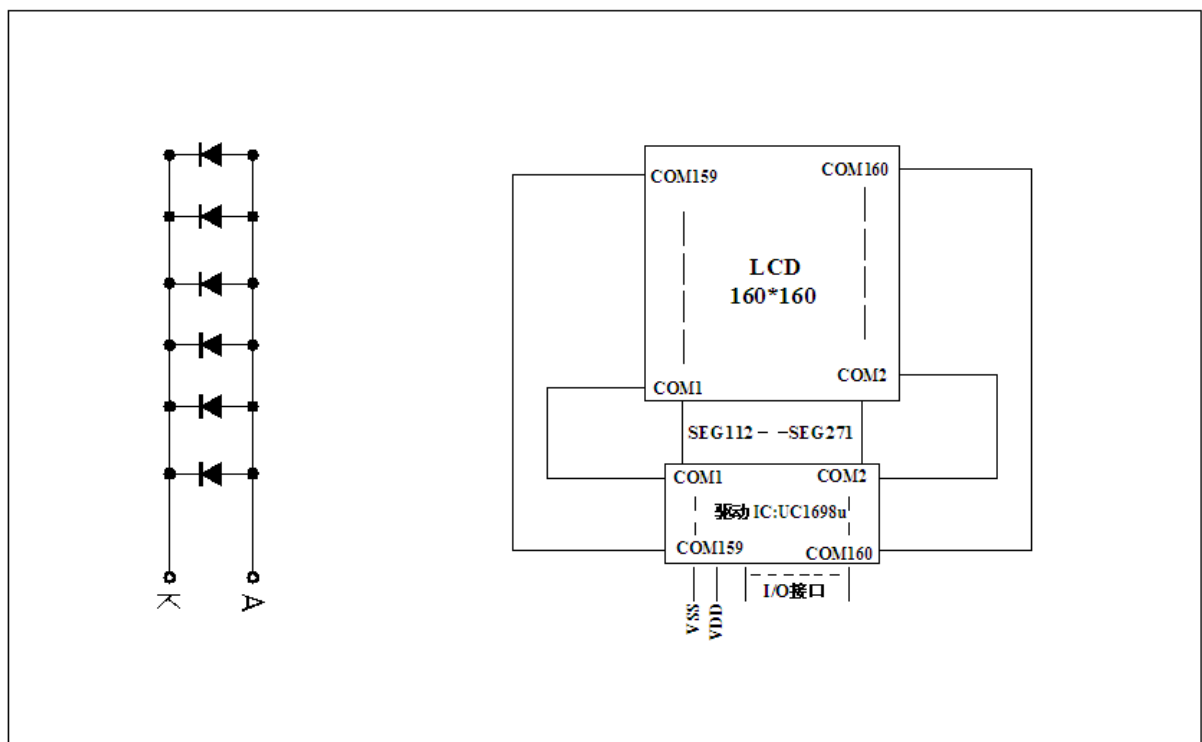 COM159
COM160
LCD
160*160
COM1
COM2
SEG112 - - SEG271
COM1
COM2
驱动 IC:UC1698u
COM159
COM160
I/O接口
VSS
VDD
K
A